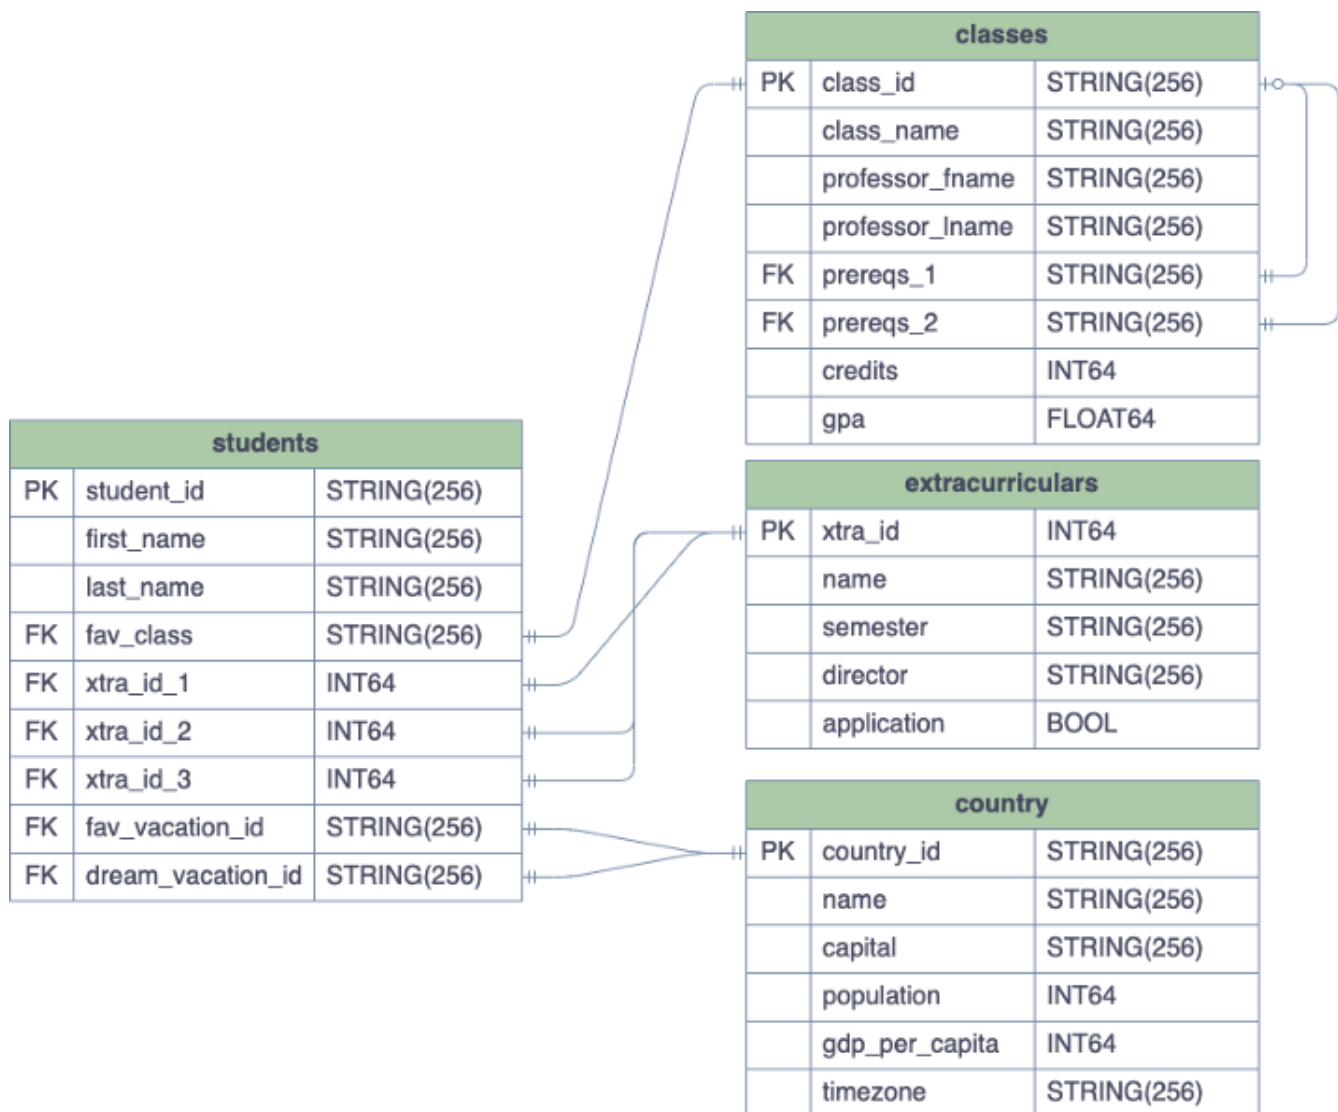 classes
PK class_id STRING(256)
class_name STRING(256)
professor_fname STRING(256)
professor_lname STRING(256)
FK prereqs_1 STRING(256)
FK prereqs_2 STRING(256)
credits INT64
gpa FLOAT64
students
PK student_id STRING(256)
first_name STRING(256)
last_name STRING(256)
FK fav_class STRING(256)
FK xtra_id_1 INT64
FK xtra_id_2 INT64
FK xtra_id_3 INT64
FK fav_vacation_id STRING(256)
FK dream_vacation_id STRING(256)
extracurriculars
PK xtra_id INT64
name STRING(256)
semester STRING(256)
director STRING(256)
application BOOL
country
PK country_id STRING(256)
name STRING(256)
capital STRING(256)
population INT64
gdp_per_capita INT64
timezone STRING(256)